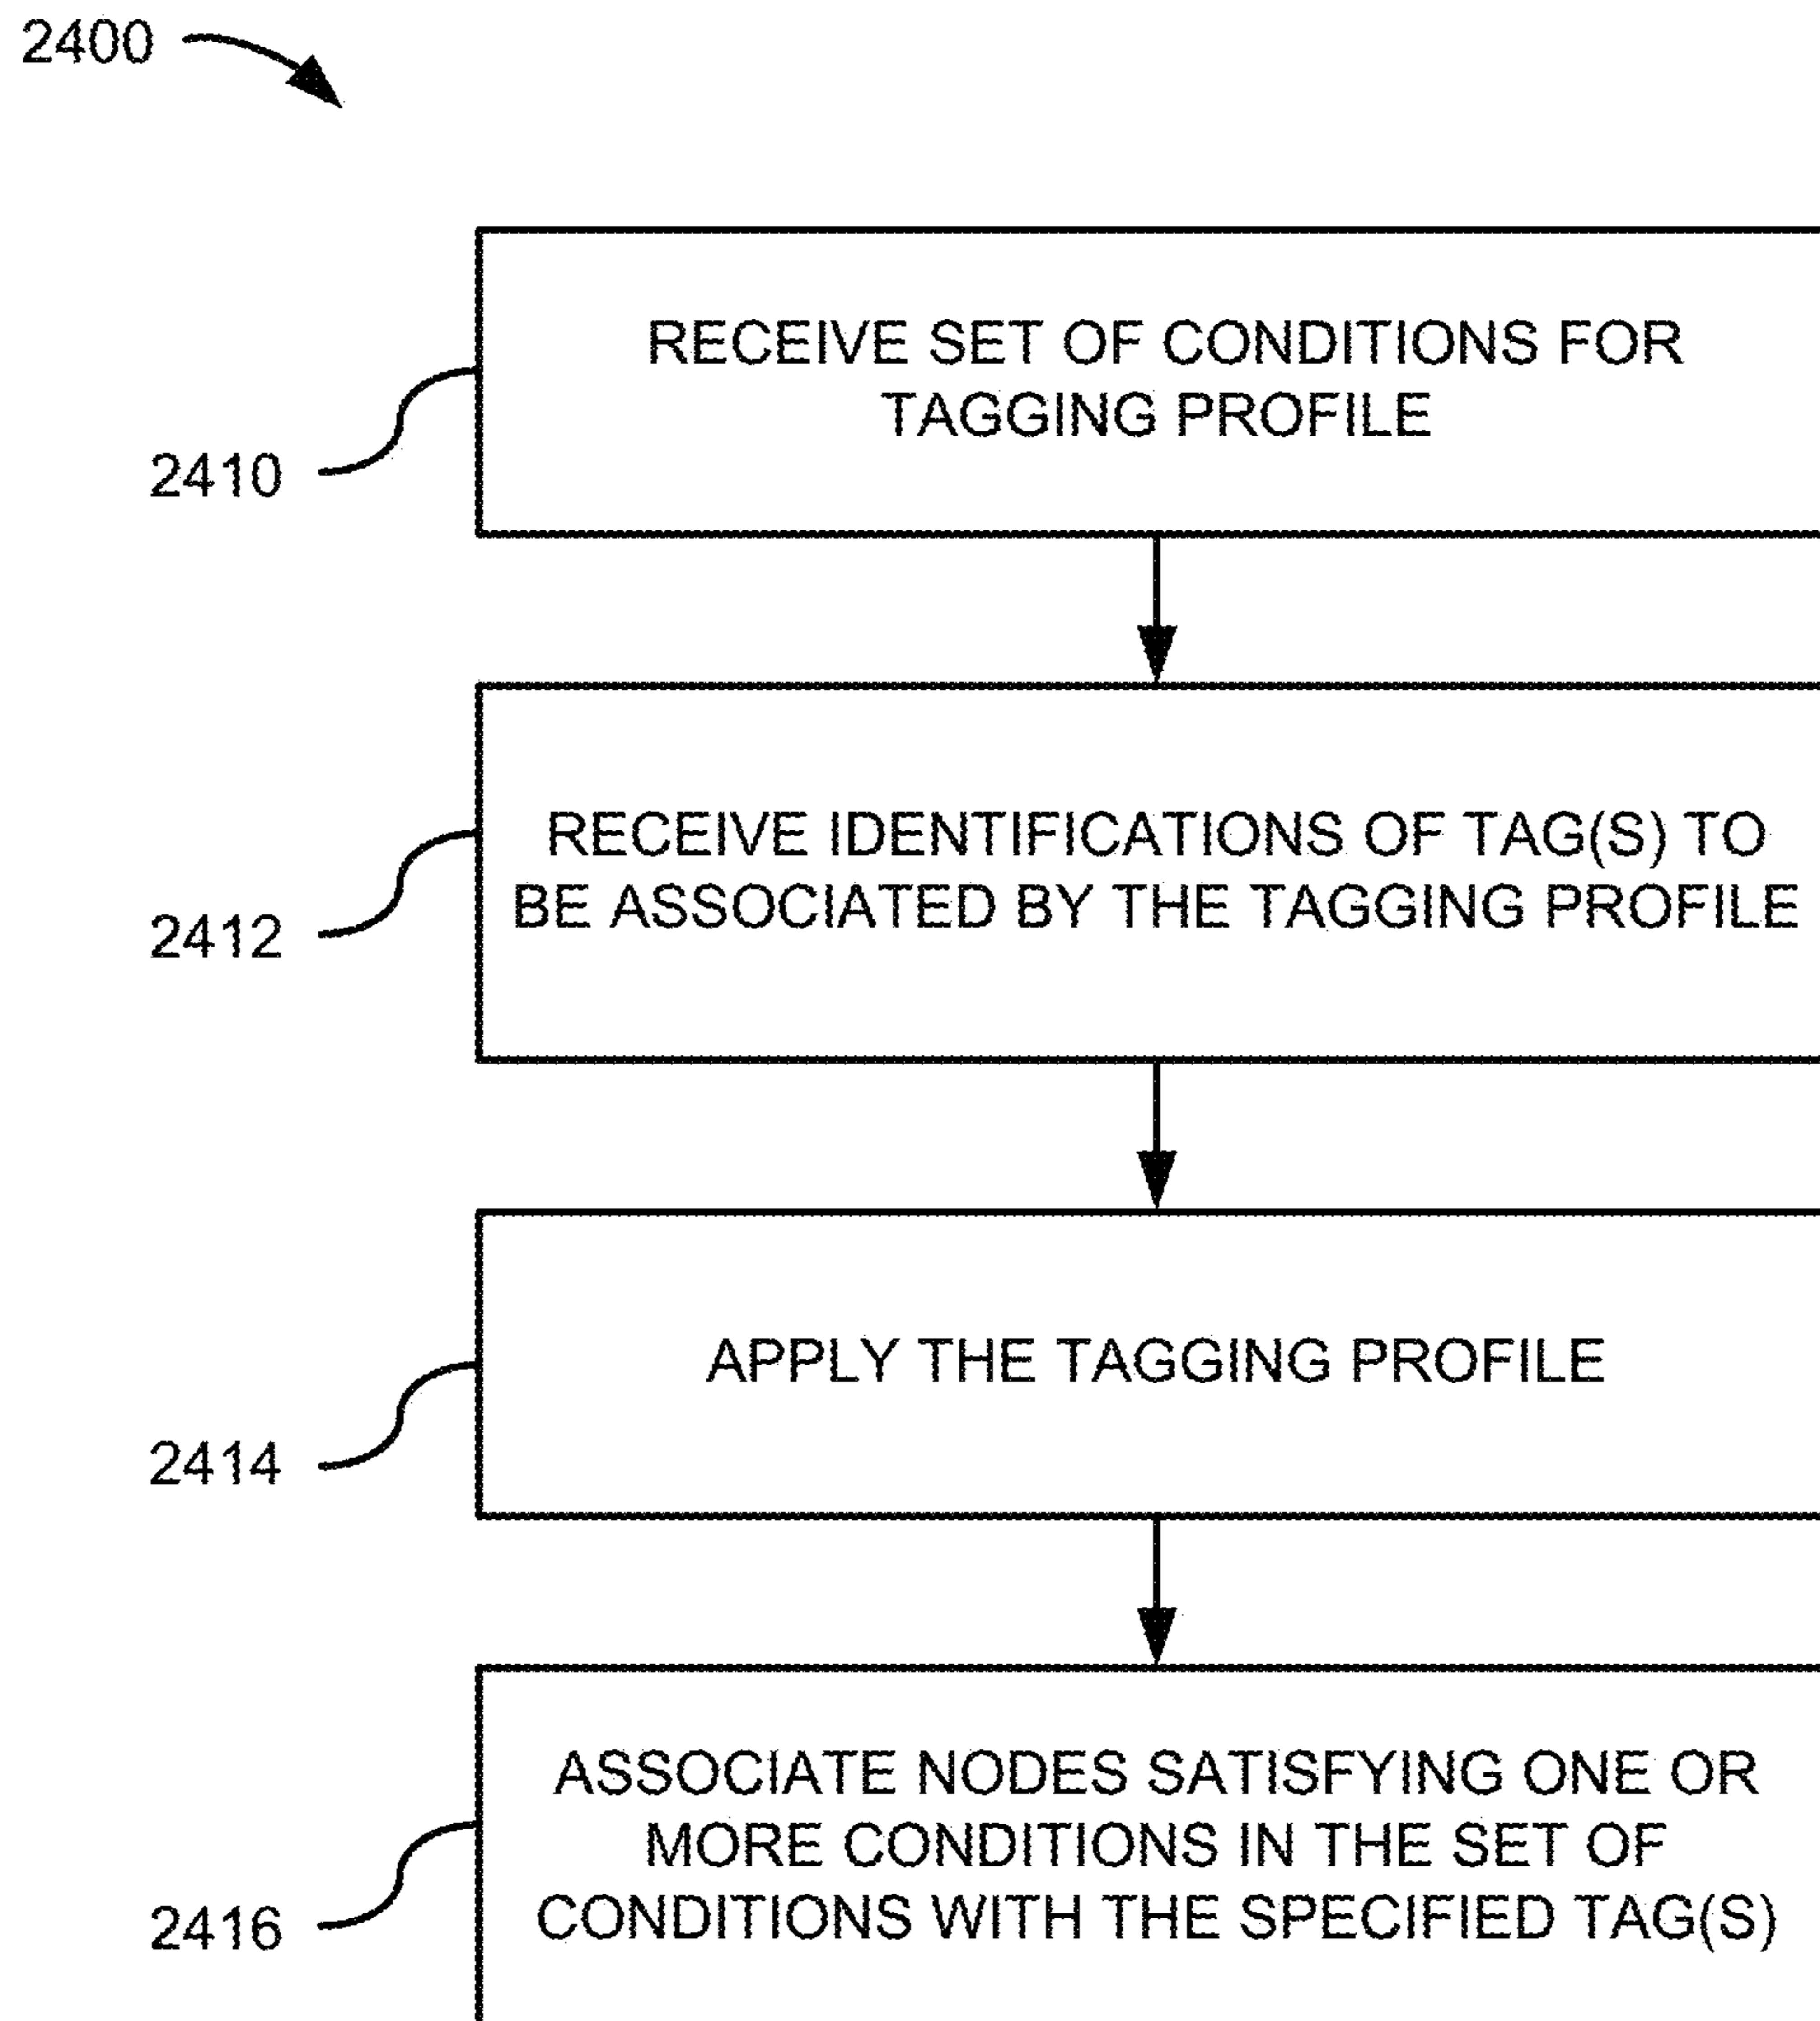 2400
RECEIVE SET OF CONDITIONS FOR
TAGGING PROFILE
2410
RECEIVE IDENTIFICATIONS OF TAG(S) TO
BE ASSOCIATED BY THE TAGGING PROFILE
2412
APPLY THE TAGGING PROFILE
2414
ASSOCIATE NODES SATISFYING ONE OR
MORE CONDITIONS IN THE SET OF
CONDITIONS WITH THE SPECIFIED TAG(S)
2416